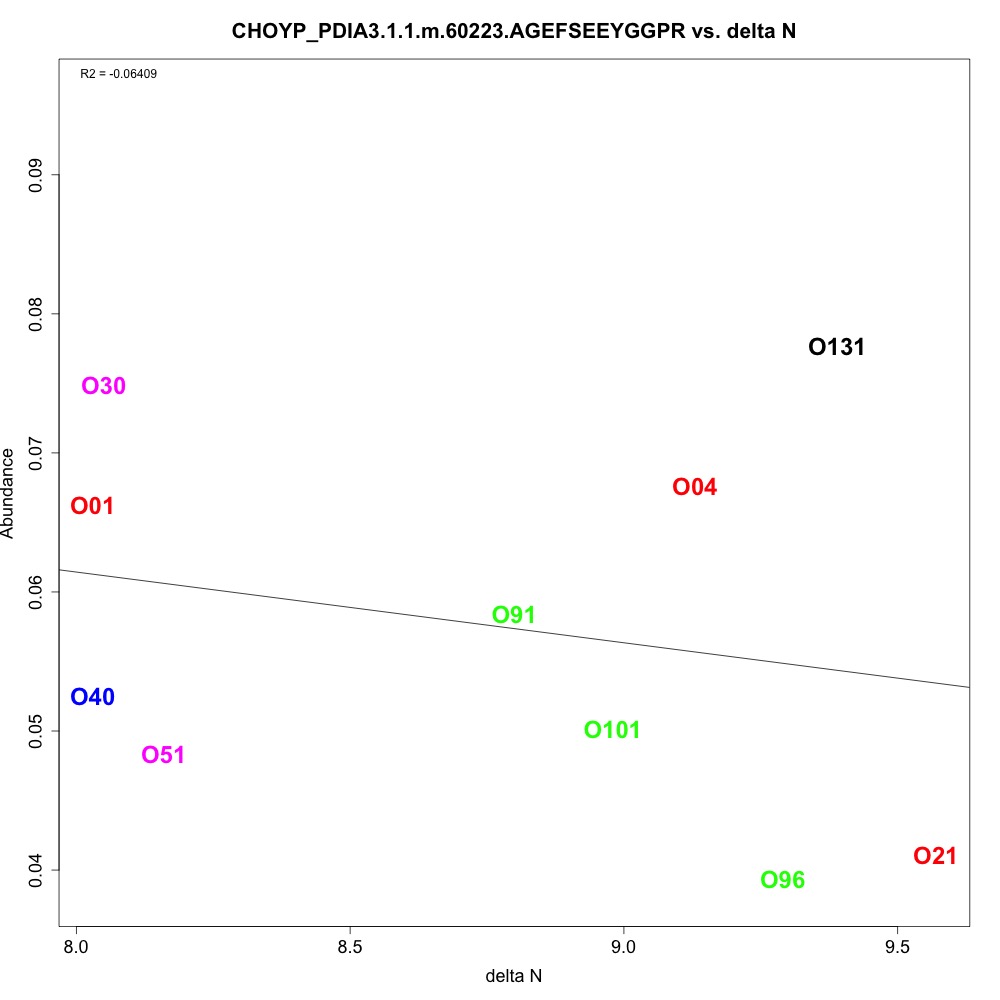 CHOYP_PDIA3.1.1.m.60223.AGEFSEEYGGPR vs. delta N
R2 = -0.06409
0.09
0.08
O131
O30
0.07
Abundance
O04
O01
0.06
O91
O40
O101
0.05
O51
O21
0.04
O96
8.0 8.5 9.0 9.5
delta N